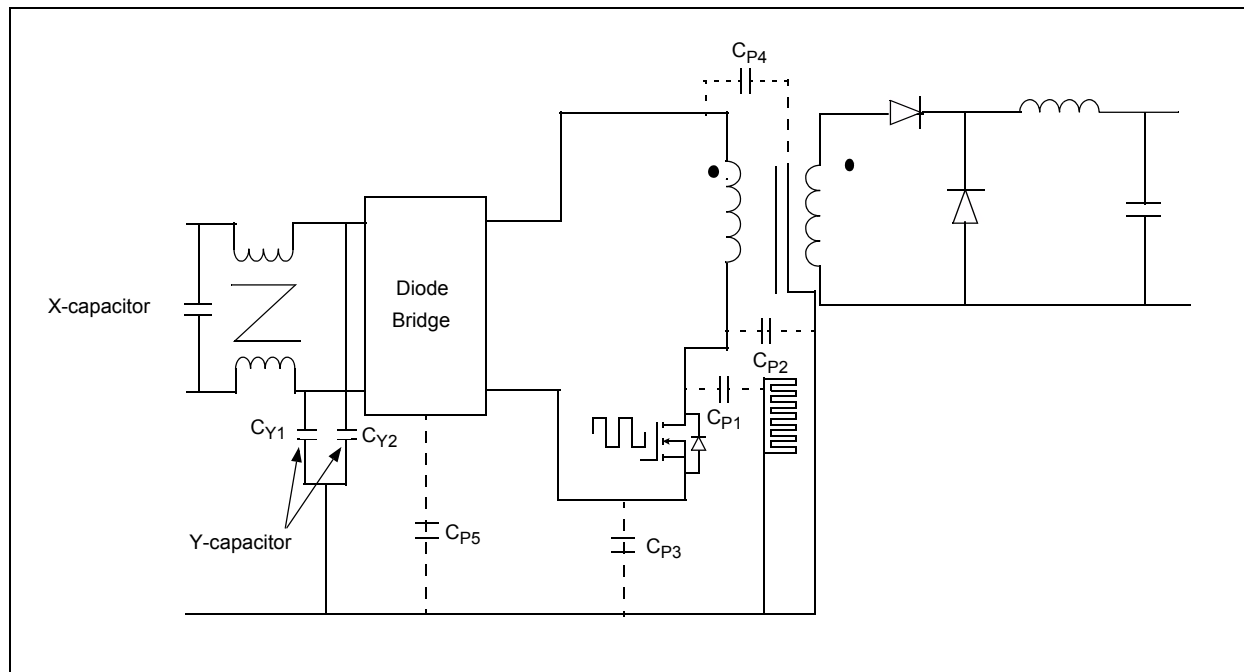 CP4
X-capacitor
Diode
Bridge
CP2
CP1
CY1
CY2
Y-capacitor
CP5
CP3